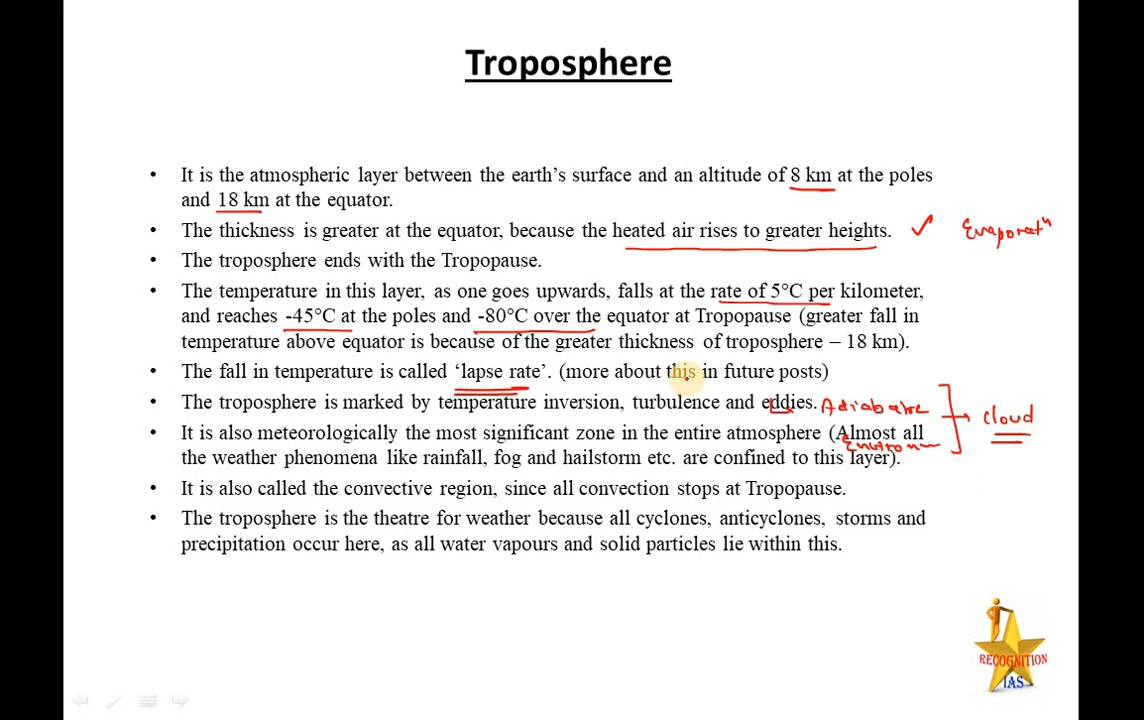 Troposphere
• It is the atmospheric layer between the earth's surface and an altitude of 8 km at the poles
and 18 km at the equator.
• The thickness is greater at the equator, because the heated air rises to greater heights. ✓ Evaporatⁿ
• The troposphere ends with the Tropopause.
• The temperature in this layer, as one goes upwards, falls at the rate of 5°C per kilometer,
and reaches -45°C at the poles and -80°C over the equator at Tropopause (greater fall in
temperature above equator is because of the greater thickness of troposphere – 18 km).
• The fall in temperature is called 'lapse rate'. (more about this in future posts)
• The troposphere is marked by temperature inversion, turbulence and eddies.
cloud
• It is also meteorologically the most significant zone in the entire atmosphere (Almost all
the weather phenomena like rainfall, fog and hailstorm etc. are confined to this layer).
• It is also called the convective region, since all convection stops at Tropopause.
• The troposphere is the theatre for weather because all cyclones, anticyclones, storms and
precipitation occur here, as all water vapours and solid particles lie within this.
RECOGNITION
IAS